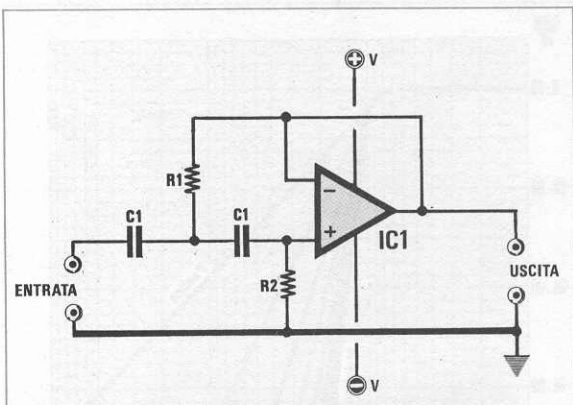 + V
R1
C1
C1
−
+
IC1
R2
ENTRATA
USCITA
− V